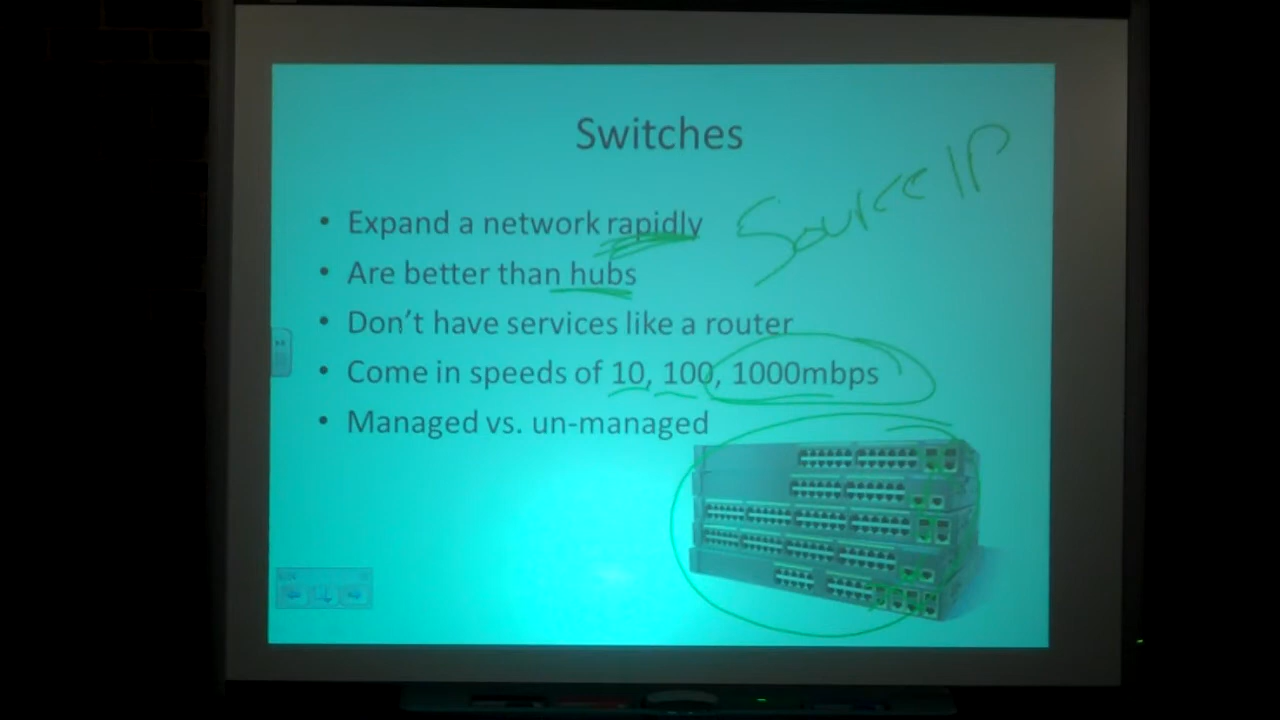 Switches
Source IP
• Expand a network rapidly
• Are better than hubs
• Don't have services like a router
• Come in speeds of 10, 100, 1000mbps
• Managed vs. un-managed